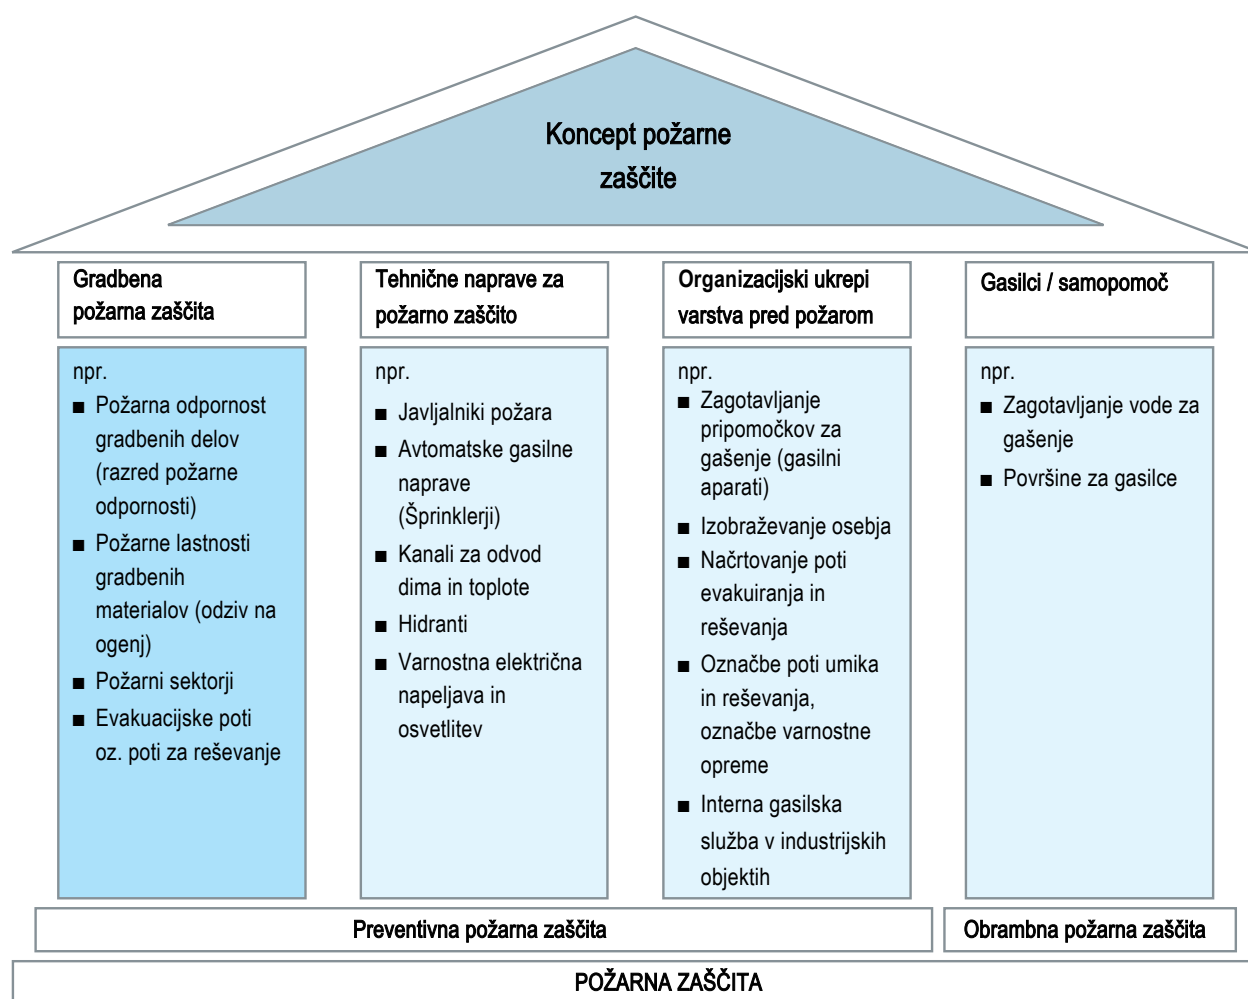 Koncept požarne
zaščite
Gradbena
požarna zaščita
npr.
■ Požarna odpornost
gradbenih delov
(razred požarne
odpornosti)
■ Požarne lastnosti
gradbenih
materialov (odziv na
ogenj)
■ Požarni sektorji
■ Evakuacijske poti
oz. poti za reševanje
Tehnične naprave za
požarno zaščito
npr.
■ Javljalniki požara
■ Avtomatske gasilne
naprave
(Šprinklerji)
■ Kanali za odvod
dima in toplote
■ Hidranti
■ Varnostna električna
napeljava in
osvetlitev
Organizacijski ukrepi
varstva pred požarom
npr.
■ Zagotavljanje
pripomočkov za
gašenje (gasilni
aparati)
■ Izobraževanje osebja
■ Načrtovanje poti
evakuiranja in
reševanja
■ Označbe poti umika
in reševanja,
označbe varnostne
opreme
■ Interna gasilska
služba v industrijskih
objektih
Gasilci / samopomoč
npr.
■ Zagotavljanje vode za
gašenje
■ Površine za gasilce
Preventivna požarna zaščita
Obrambna požarna zaščita
POŽARNA ZAŠČITA